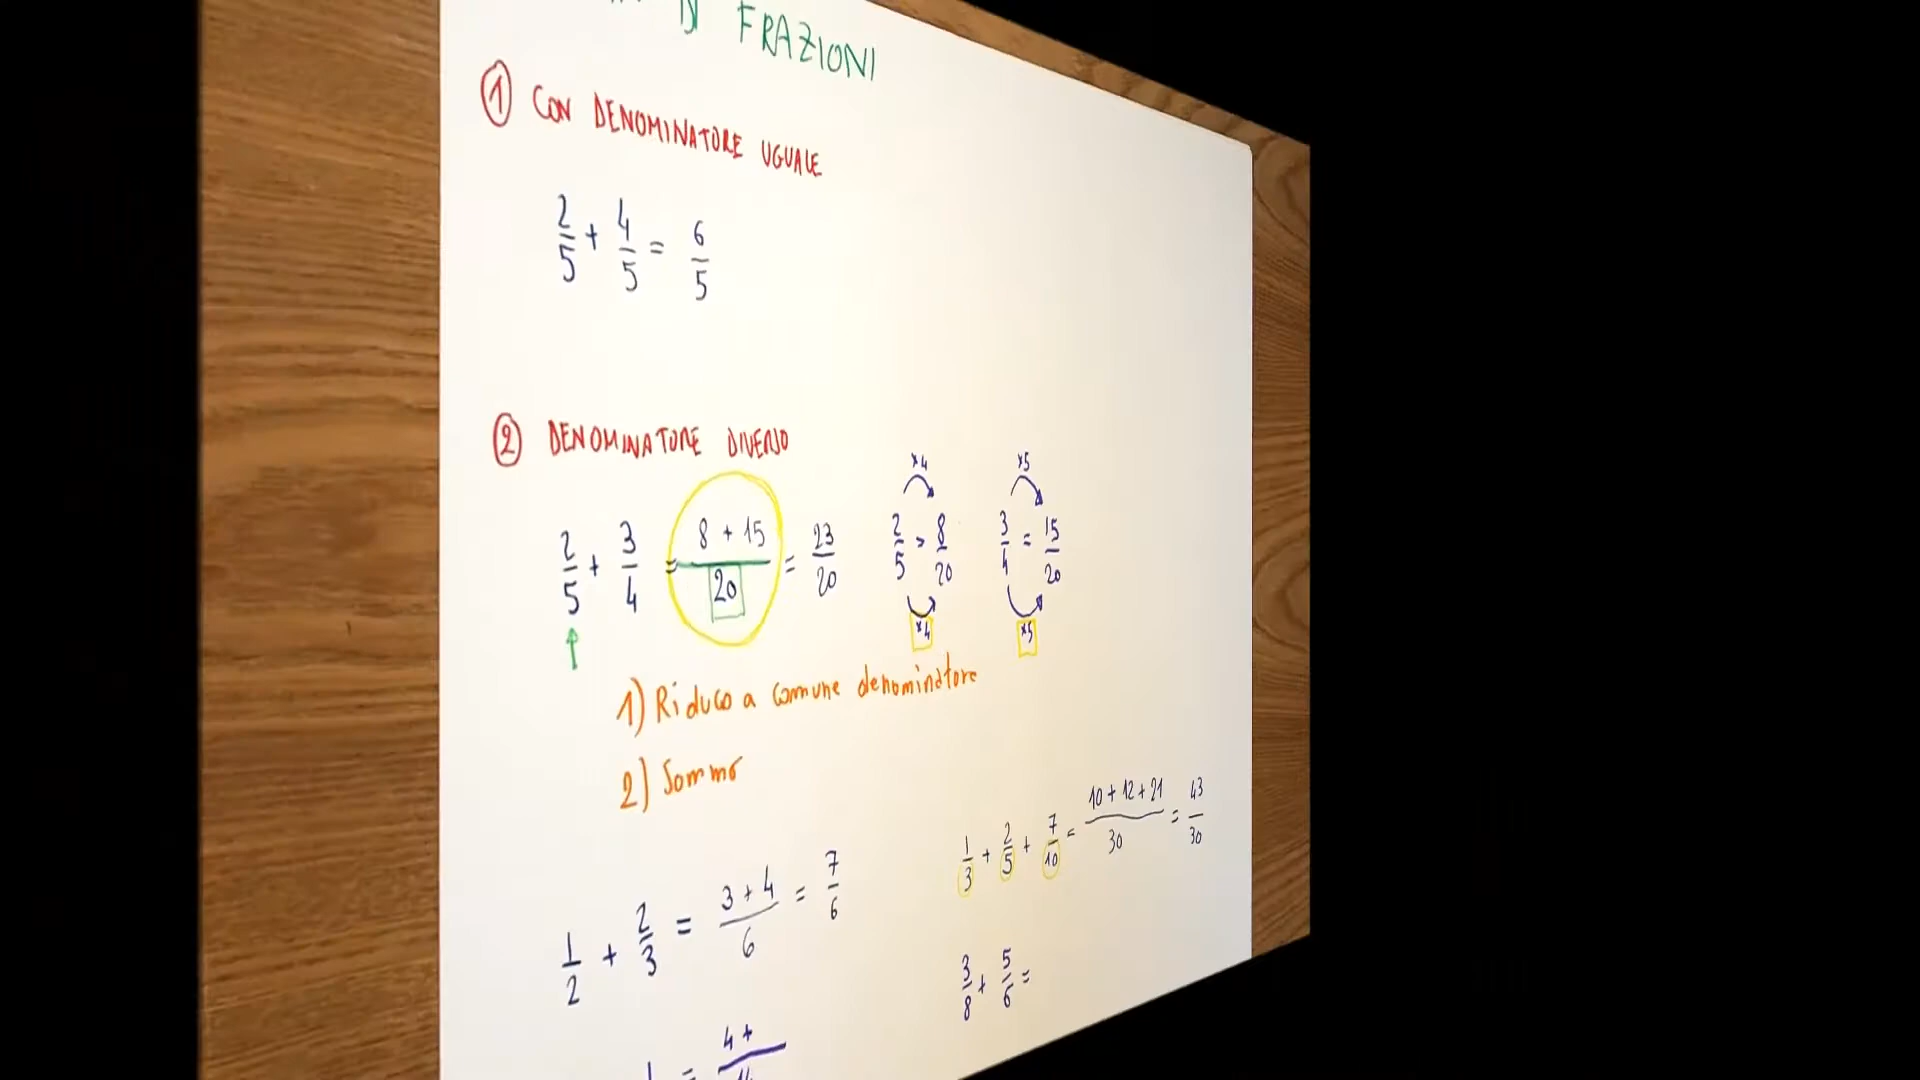 DI FRAZIONI
① CON DENOMINATORE UGUALE
2/5 + 4/5 = 6/5
② DENOMINATORE DIVERSO
2/5 + 3/4 = (8 + 15)/20 = 23/20
×4 ×5
2/5 = 8/20 3/4 = 15/20
×4 ×5
1) Riduco a comune denominatore
2) Sommo
1/3 + 2/5 + 7/10 = (10 + 12 + 21)/30 = 43/30
1/2 + 2/3 = (3 + 4)/6 = 7/6
3/8 + 5/6 =
= 4 +